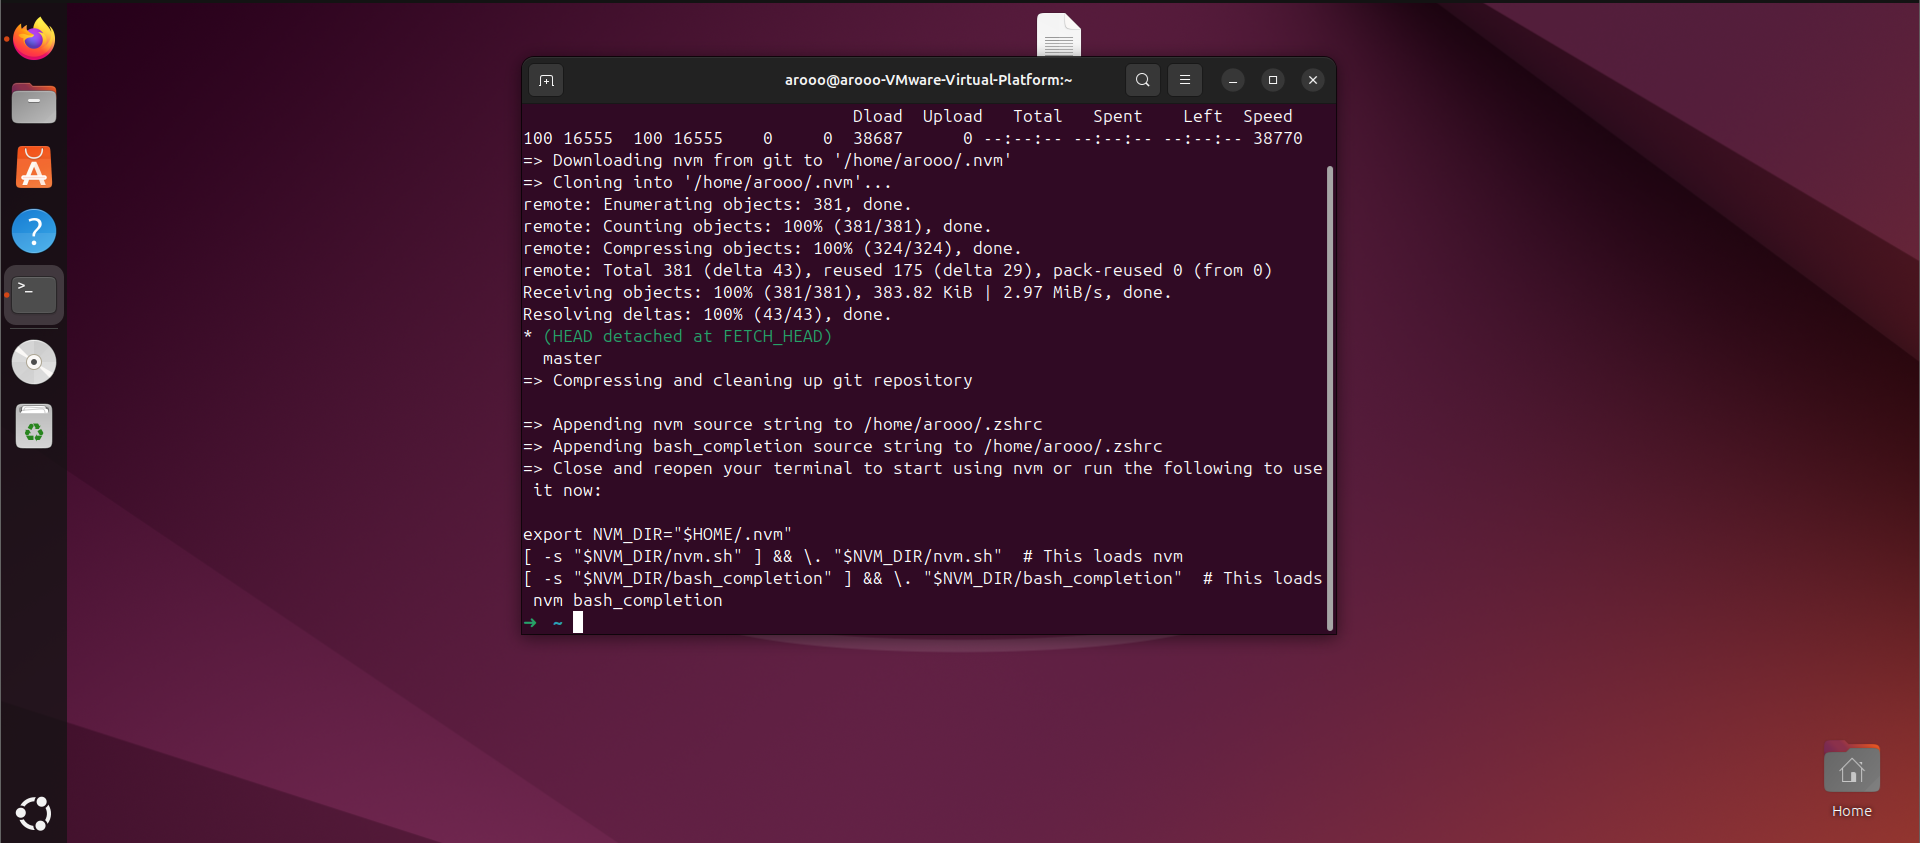 arooo@arooo-VMware-Virtual-Platform:~
Dload  Upload   Total   Spent    Left  Speed
100 16555  100 16555    0     0  38687      0 --:--:-- --:--:-- --:--:-- 38770
=> Downloading nvm from git to '/home/arooo/.nvm'
=> Cloning into '/home/arooo/.nvm'...
remote: Enumerating objects: 381, done.
remote: Counting objects: 100% (381/381), done.
remote: Compressing objects: 100% (324/324), done.
remote: Total 381 (delta 43), reused 175 (delta 29), pack-reused 0 (from 0)
Receiving objects: 100% (381/381), 383.82 KiB | 2.97 MiB/s, done.
Resolving deltas: 100% (43/43), done.
* (HEAD detached at FETCH_HEAD)
  master
=> Compressing and cleaning up git repository
=> Appending nvm source string to /home/arooo/.zshrc
=> Appending bash_completion source string to /home/arooo/.zshrc
=> Close and reopen your terminal to start using nvm or run the following to use
 it now:
export NVM_DIR="$HOME/.nvm"
[ -s "$NVM_DIR/nvm.sh" ] && \. "$NVM_DIR/nvm.sh"  # This loads nvm
[ -s "$NVM_DIR/bash_completion" ] && \. "$NVM_DIR/bash_completion"  # This loads
 nvm bash_completion
➜  ~
Home